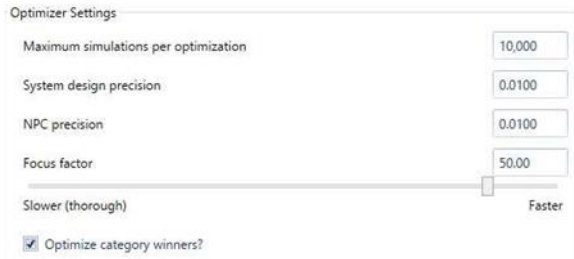 Optimizer Settings
Maximum simulations per optimization 10,000
System design precision 0.0100
NPC precision 0.0100
Focus factor 50.00
Slower (thorough) Faster
Optimize category winners?